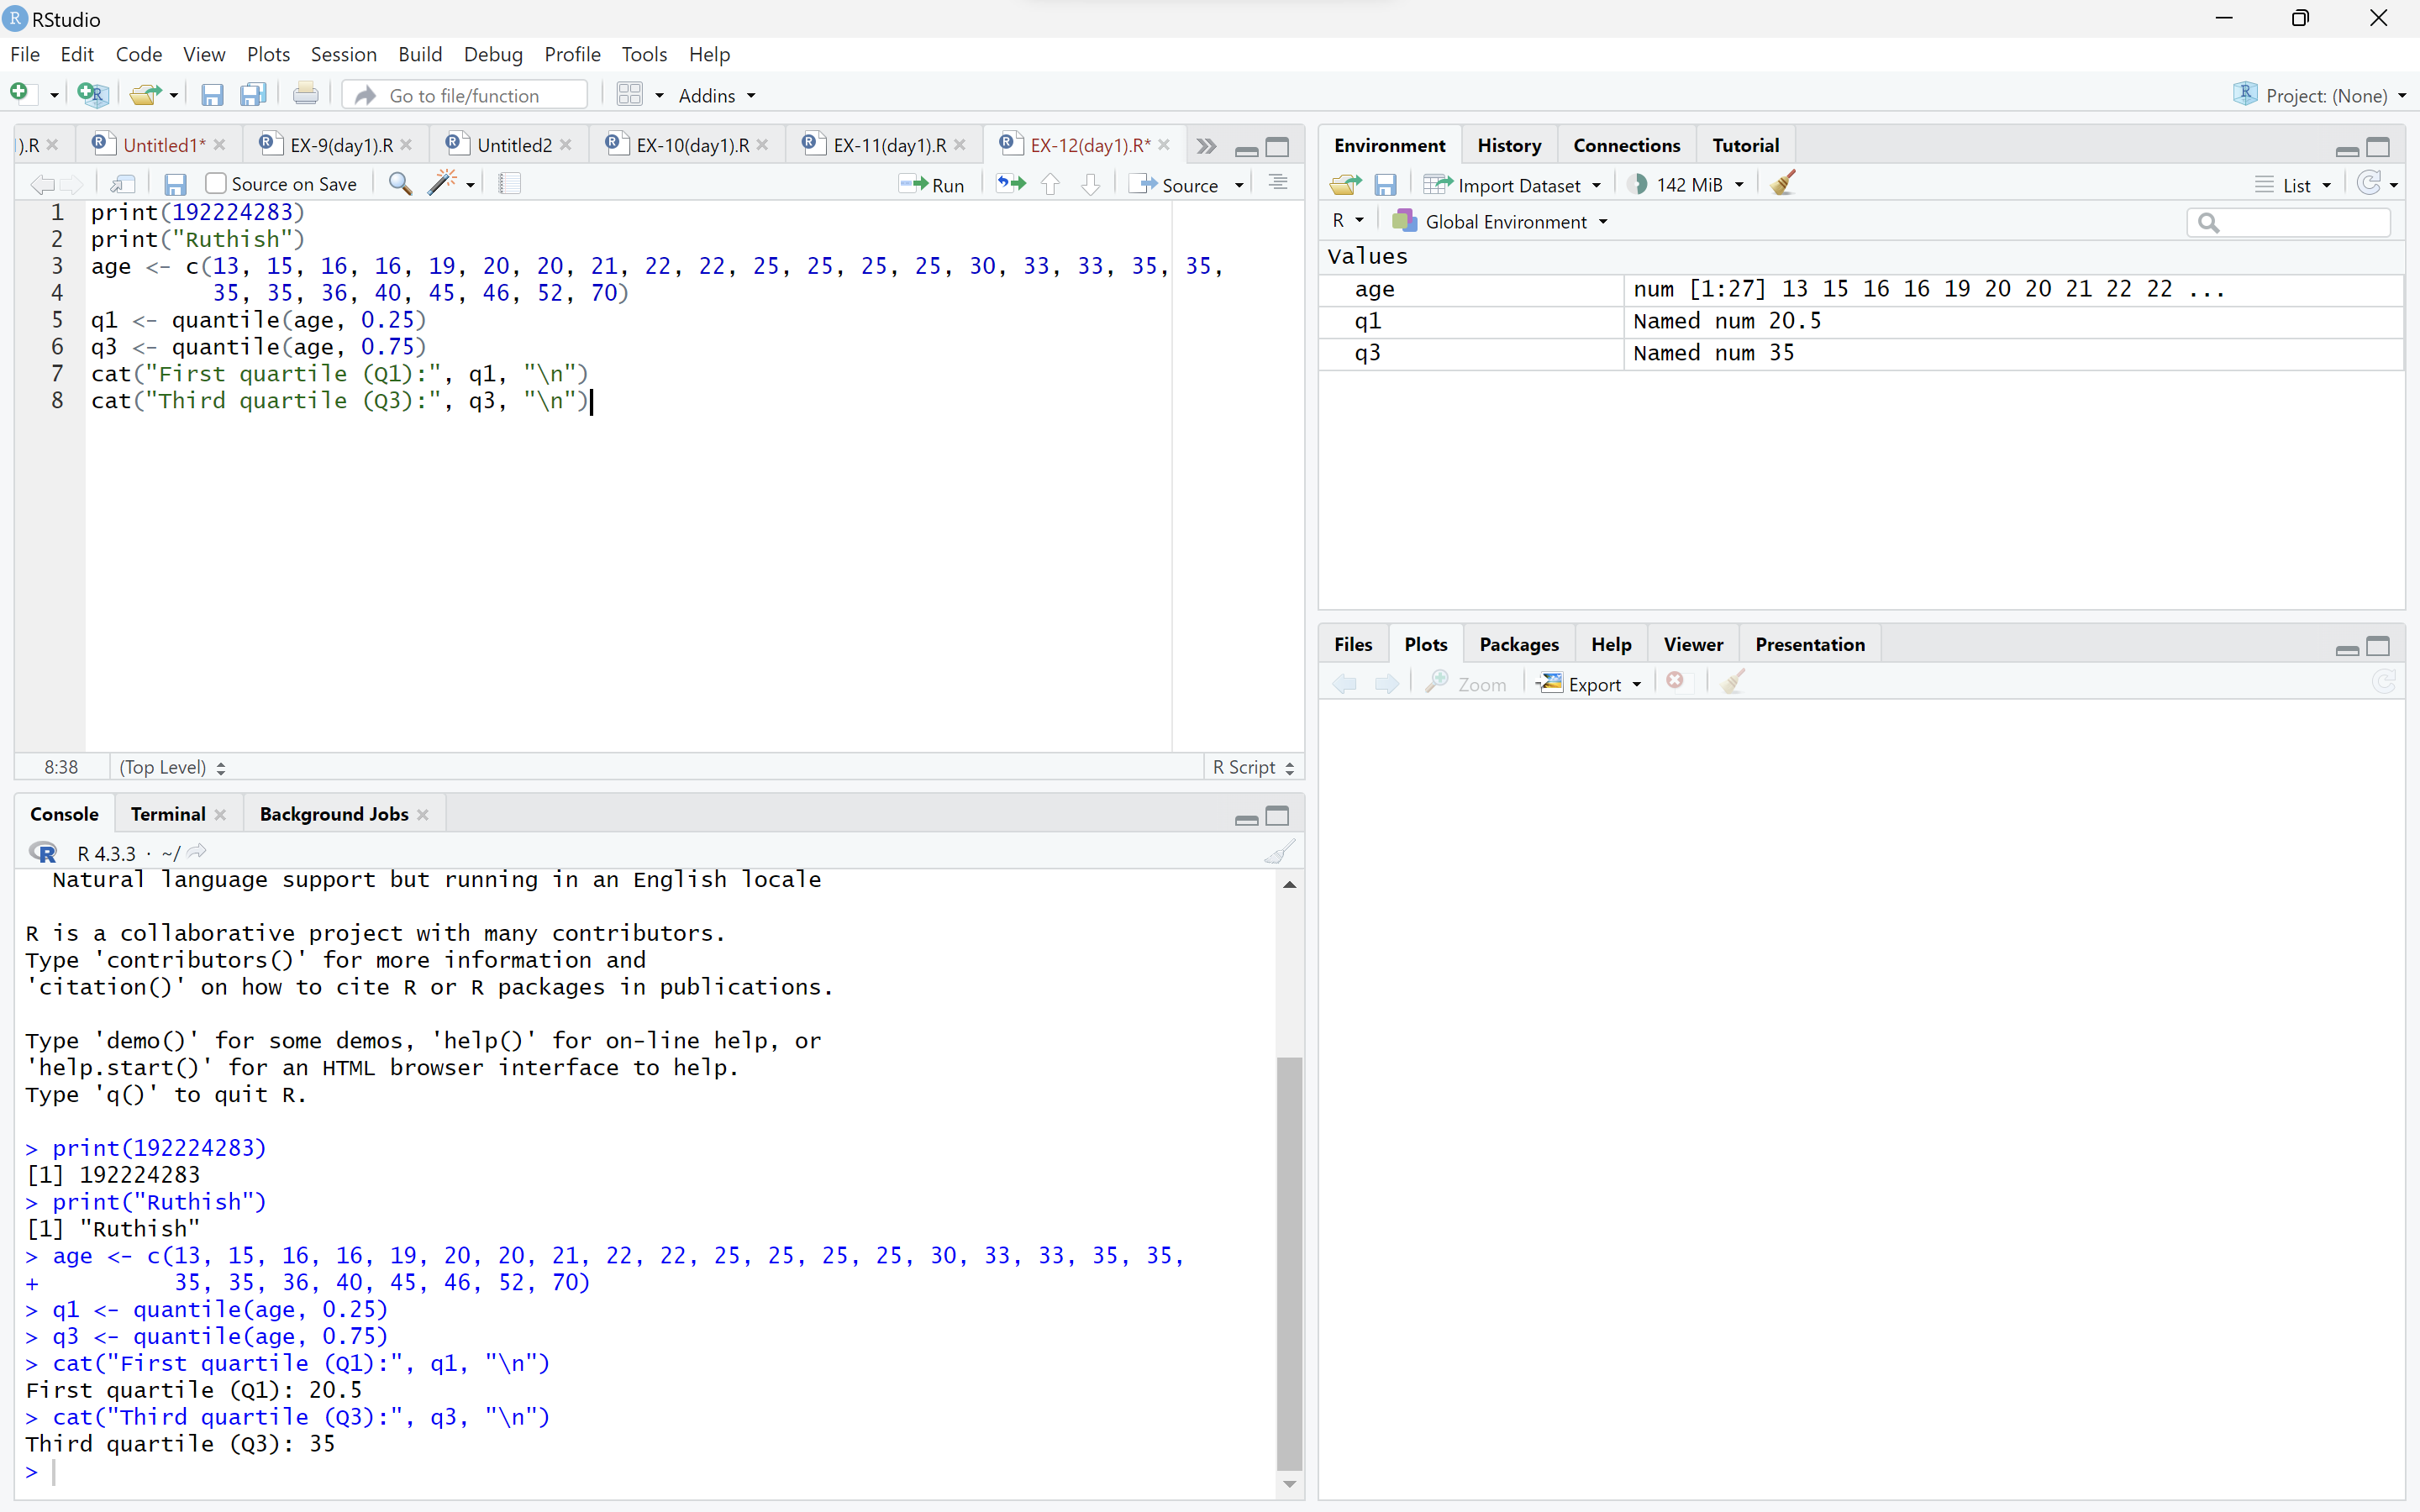 RStudio
File Edit Code View Plots Session Build Debug Profile Tools Help
Go to file/function Addins Project: (None)
).R Untitled1* EX-9(day1).R Untitled2 EX-10(day1).R EX-11(day1).R EX-12(day1).R*
Source on Save Run Source
1 print(192224283)
2 print("Ruthish")
3 age <- c(13, 15, 16, 16, 19, 20, 20, 21, 22, 22, 25, 25, 25, 25, 30, 33, 33, 35, 35,
4 35, 35, 36, 40, 45, 46, 52, 70)
5 q1 <- quantile(age, 0.25)
6 q3 <- quantile(age, 0.75)
7 cat("First quartile (Q1):", q1, "\n")
8 cat("Third quartile (Q3):", q3, "\n")
8:38 (Top Level) R Script
Console Terminal Background Jobs
R 4.3.3 · ~/
Natural language support but running in an English locale
R is a collaborative project with many contributors.
Type 'contributors()' for more information and
'citation()' on how to cite R or R packages in publications.
Type 'demo()' for some demos, 'help()' for on-line help, or
'help.start()' for an HTML browser interface to help.
Type 'q()' to quit R.
> print(192224283)
[1] 192224283
> print("Ruthish")
[1] "Ruthish"
> age <- c(13, 15, 16, 16, 19, 20, 20, 21, 22, 22, 25, 25, 25, 25, 30, 33, 33, 35, 35,
+ 35, 35, 36, 40, 45, 46, 52, 70)
> q1 <- quantile(age, 0.25)
> q3 <- quantile(age, 0.75)
> cat("First quartile (Q1):", q1, "\n")
First quartile (Q1): 20.5
> cat("Third quartile (Q3):", q3, "\n")
Third quartile (Q3): 35
>
Environment History Connections Tutorial
Import Dataset 142 MiB List
R Global Environment
Values
age num [1:27] 13 15 16 16 19 20 20 21 22 22 ...
q1 Named num 20.5
q3 Named num 35
Files Plots Packages Help Viewer Presentation
Zoom Export